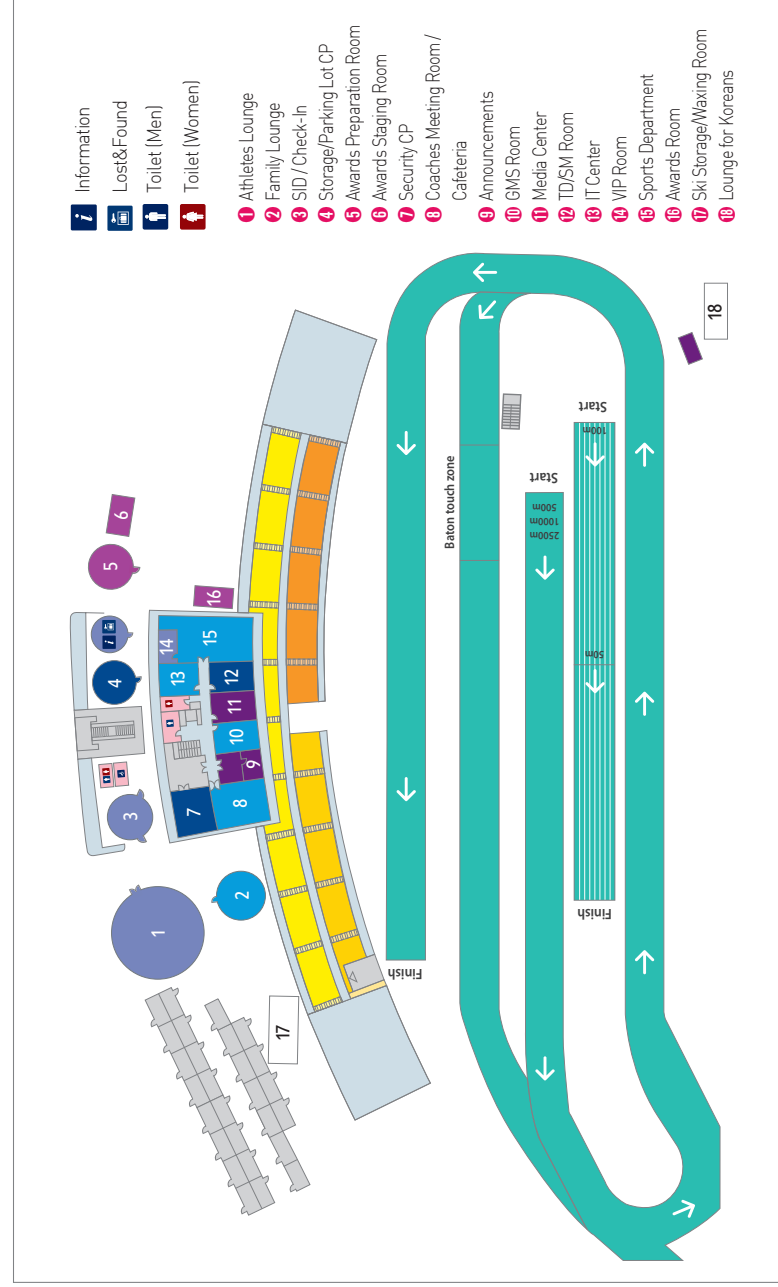 Information
Lost&Found
Toilet (Men)
Toilet (Women)
1 Athletes Lounge
2 Family Lounge
3 SID / Check-In
4 Storage/Parking Lot CP
5 Awards Preparation Room
6 Awards Staging Room
7 Security CP
8 Coaches Meeting Room /
Cafeteria
9 Announcements
10 GMS Room
11 Media Center
12 TD/SM Room
13 IT Center
14 VIP Room
15 Sports Department
16 Awards Room
17 Ski Storage/Waxing Room
18 Lounge for Koreans
1
2
3
4
5
6
7
8
9
10
11
12
13
14
15
16
17
18
i
Finish
Baton touch zone
Start
500m
1000m
2500m
Start
100m
50m
Finish